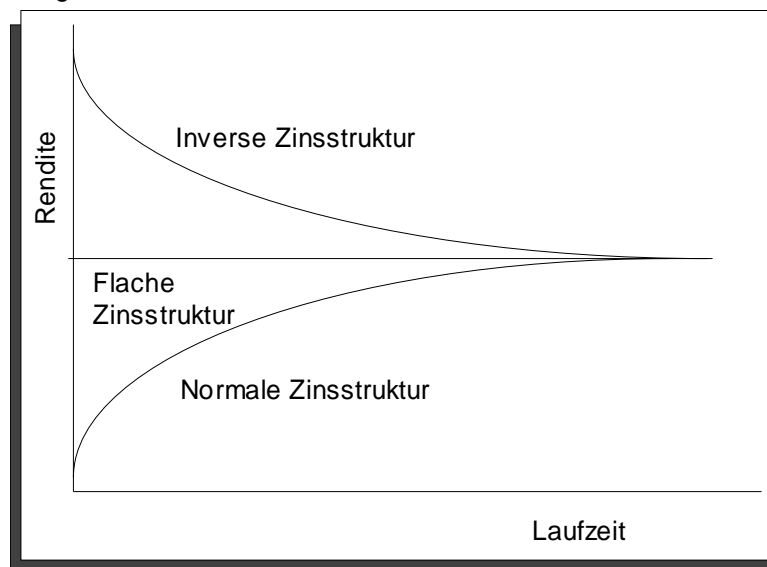 Rendite
Inverse Zinsstruktur
Flache
Zinsstruktur
Normale Zinsstruktur
Laufzeit